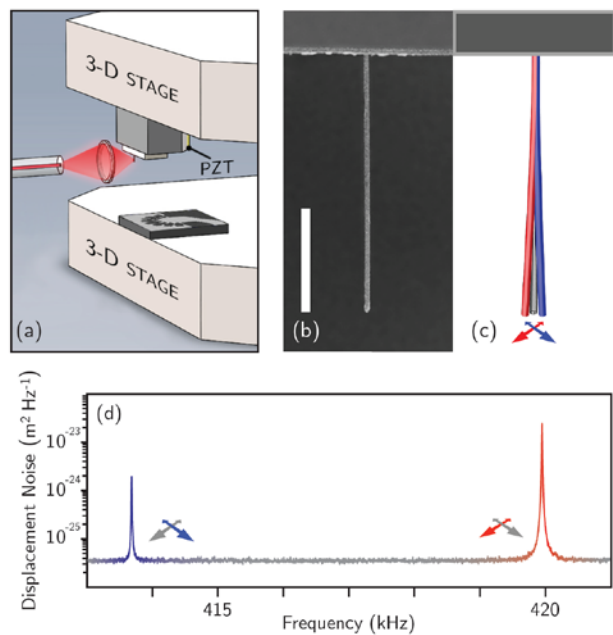 3-D STAGE
PZT
3-D STAGE
(a)
(b)
(c)
(d)
Displacement Noise (m² Hz⁻¹)
10⁻²³
10⁻²⁴
10⁻²⁵
415
420
Frequency (kHz)